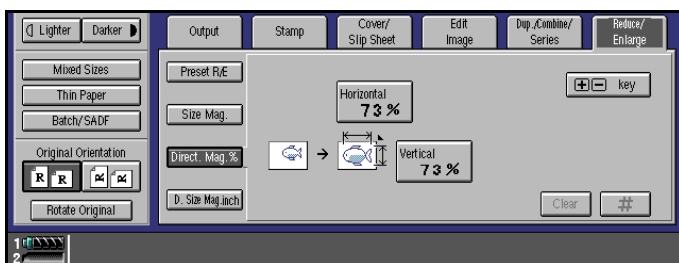 Lighter Darker
Mixed Sizes
Thin Paper
Batch/SADF
Original Orientation
R R R R
Rotate Original
Output
Stamp
Cover/
Slip Sheet
Edit
Image
Dup./Combine/
Series
Reduce/
Enlarge
Preset R/E
Size Mag.
Direct. Mag.%
D. Size Mag.inch
Horizontal
73%
Vertical
73%
+ - key
Clear #
1
2